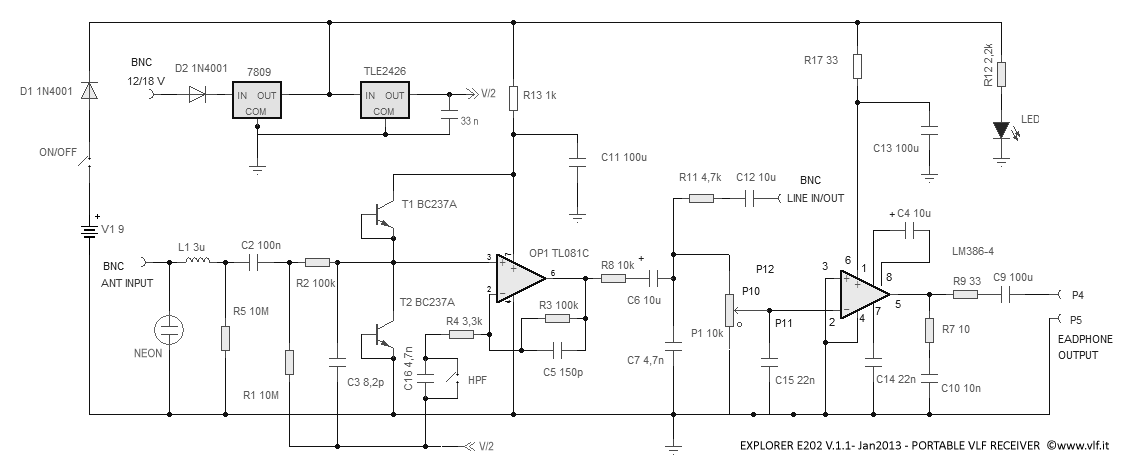 BNC
12/18 V
D2 1N4001
7809
IN OUT
COM
TLE2426
IN OUT
COM
V/2
33 n
D1 1N4001
ON/OFF
+
V1 9
R13 1k
C11 100u
R17 33
C13 100u
R12 2,2k
LED
T1 BC237A
BNC
ANT INPUT
L1 3u
C2 100n
R2 100k
R5 10M
NEON
R1 10M
C3 8,2p
T2 BC237A
C16 4,7n
HPF
R4 3,3k
OP1 TL081C
3
2
7
4
6
+
−
+
R3 100k
C5 150p
R8 10k
+
C6 10u
C7 4,7n
R11 4,7k
C12 10u
BNC
LINE IN/OUT
P12
P10
P11
P1 10k
C15 22n
+
C4 10u
LM386-4
3
6
1
8
5
2
4
7
+
+
−
R9 33
C9 100u
P4
P5
EADPHONE
OUTPUT
R7 10
C14 22n
C10 10n
V/2
EXPLORER E202 V.1.1- Jan2013 - PORTABLE VLF RECEIVER ©www.vlf.it